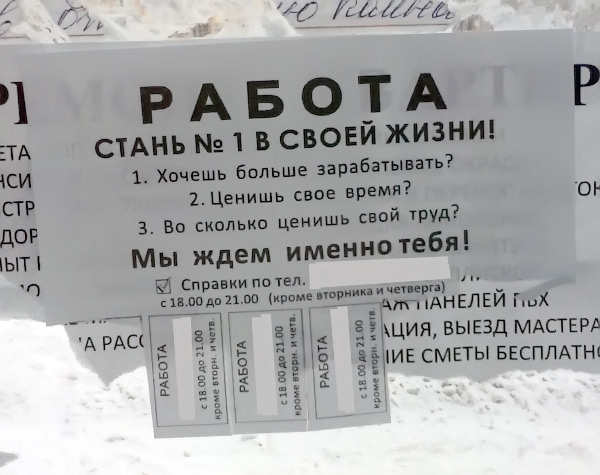 РАБОТА
СТАНЬ № 1 В СВОЕЙ ЖИЗНИ!
1. Хочешь больше зарабатывать?
2. Ценишь свое время?
3. Во сколько ценишь свой труд?
Мы ждем именно тебя!
Справки по тел.
с 18.00 до 21.00 (кроме вторника и четверга)
АЖ ПАНЕЛЕЙ ПВХ
АЦИЯ, ВЫЕЗД МАСТЕРА
ИЕ СМЕТЫ БЕСПЛАТНО
РАБОТА
с 18.00 до 21.00
кроме вторн. и четв.
РАБОТА
с 18.00 до 21.00
кроме вторн. и четв.
РАБОТА
с 18.00 до 21.00
кроме вторн. и четв.